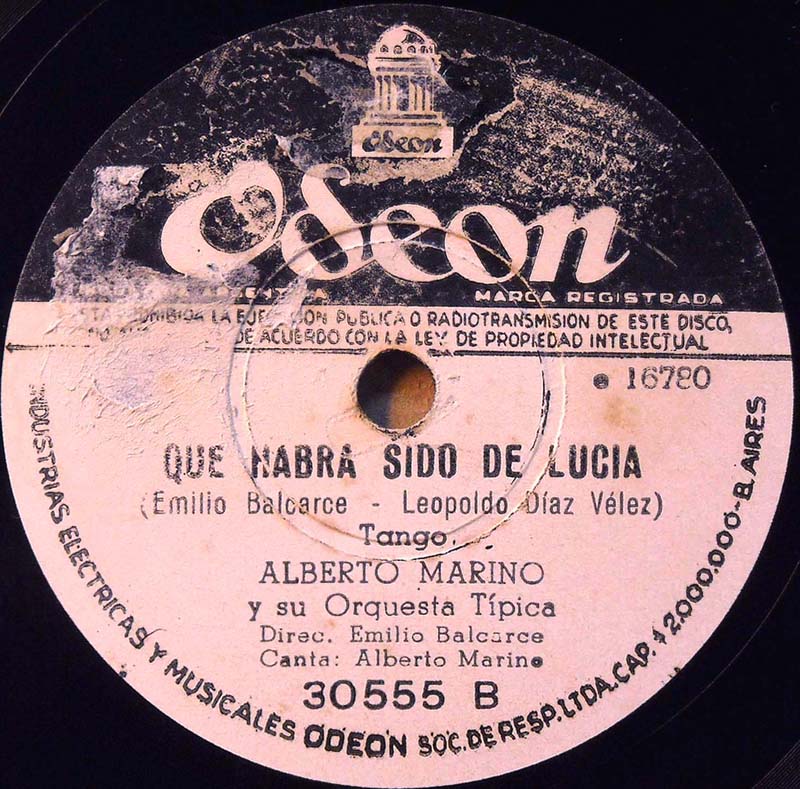 Odeon
Odeon
MARCA REGISTRADA
LA EJECUCION PUBLICA O RADIOTRANSMISION DE ESTE DISCO,
DE ACUERDO CON LA LEY DE PROPIEDAD INTELECTUAL
e 16780
QUE HABRA SIDO DE LUCIA
(Emilio Balcarce - Leopoldo Díaz Vélez)
Tango.
ALBERTO MARINO
y su Orquesta Típica
Direc. Emilio Balcarce
Canta: Alberto Marino
30555 B
INDUSTRIAS ELECTRICAS Y MUSICALES ODEON SOC. DE RESP. LTDA. CAP. $2.000.000-B. AIRES